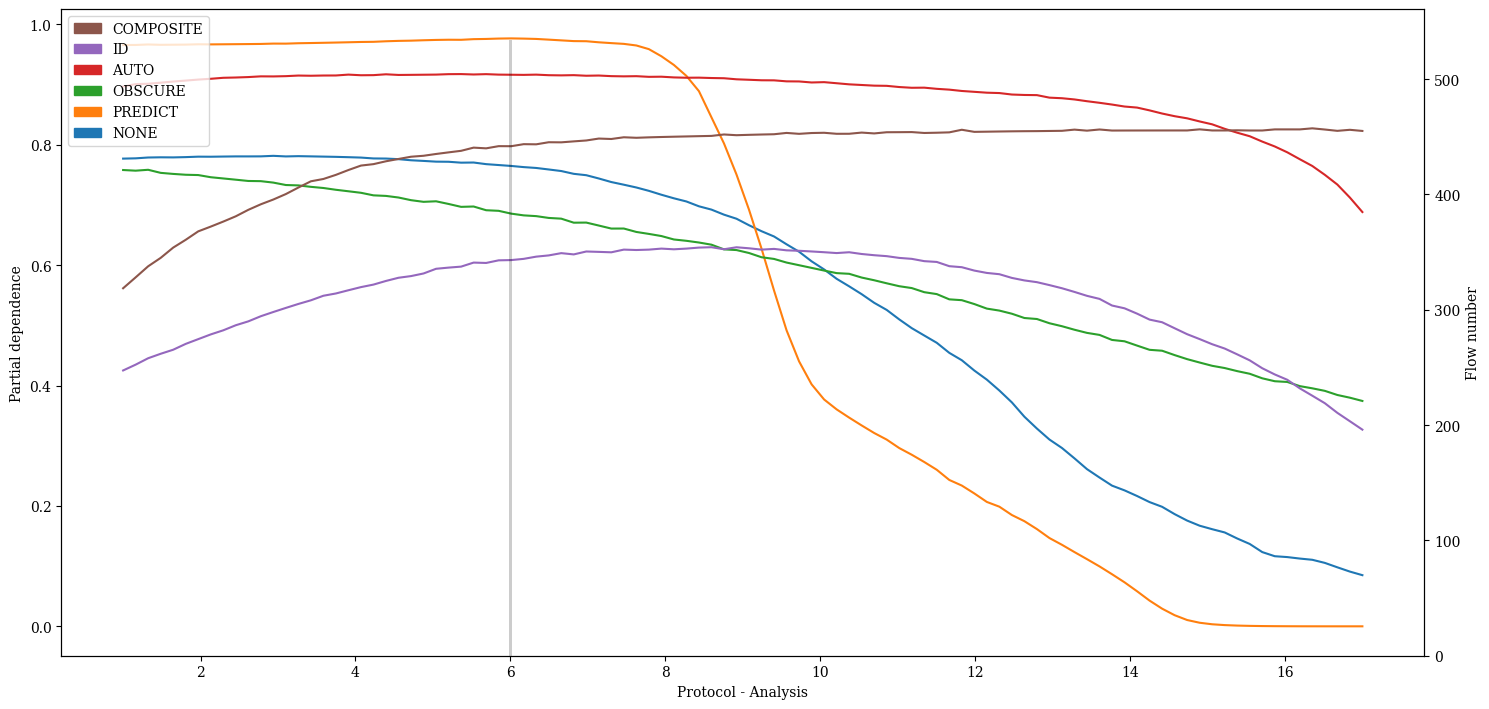 COMPOSITE
ID
AUTO
OBSCURE
PREDICT
NONE
Partial dependence
1.0
0.8
0.6
0.4
0.2
0.0
2 4 6 8 10 12 14 16
Protocol - Analysis
500
400
300
200
100
0
Flow number